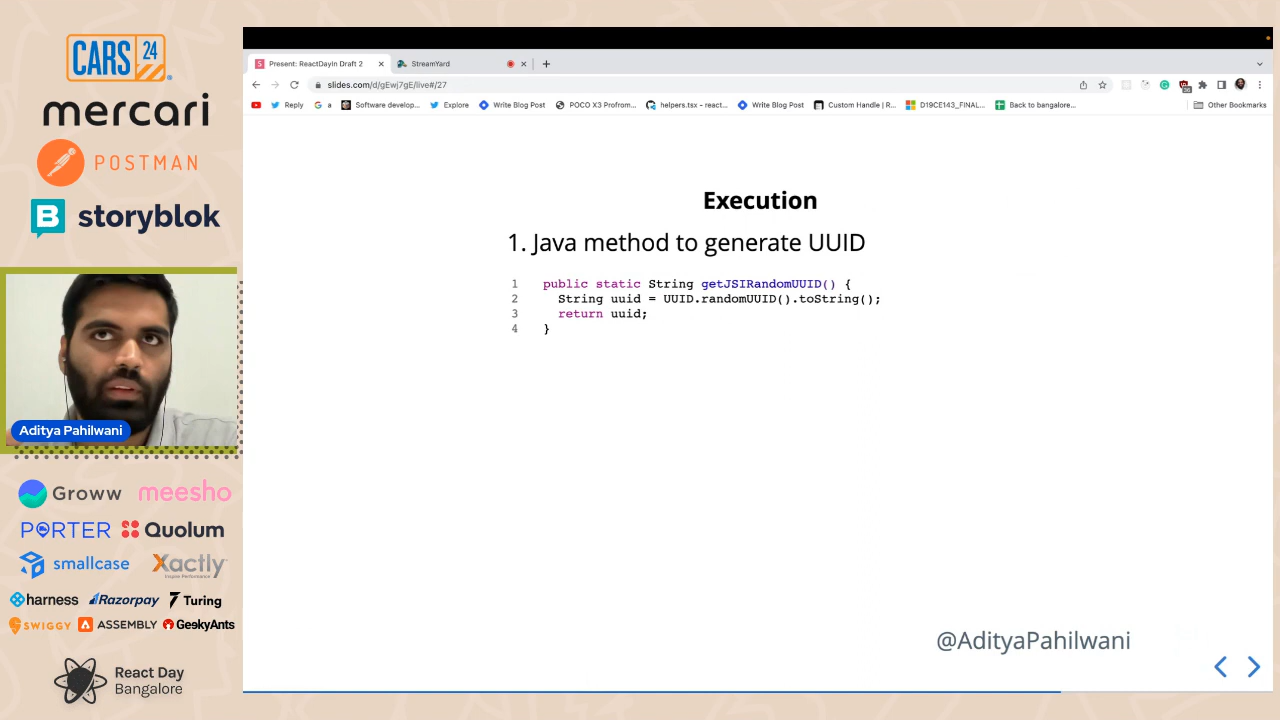 CARS 24
mercari
POSTMAN
storyblok
Aditya Pahilwani
Groww meesho
PORTER Quolum
smallcase Xactly
Inspire Performance
harness Razorpay Turing
SWIGGY ASSEMBLY GeekyAnts
React Day
Bangalore
Present: ReactDayIn Draft 2 StreamYard
slides.com/d/gEwj7gE/live#/27
Reply G a Software develop... Explore Write Blog Post POCO X3 Profrom... helpers.tsx - react... Write Blog Post Custom Handle | R... D19CE143_FINAL... Back to bangalore... Other Bookmarks
Execution
1. Java method to generate UUID
1 public static String getJSIRandomUUID() {
2 String uuid = UUID.randomUUID().toString();
3 return uuid;
4 }
@AdityaPahilwani